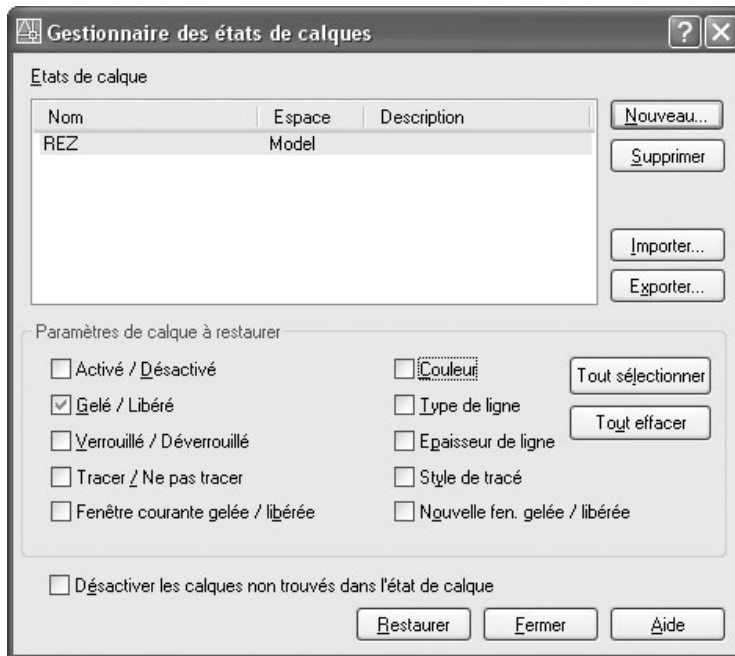 Gestionnaire des états de calques
Etats de calque
Nom Espace Description
REZ Model
Nouveau...
Supprimer
Importer...
Exporter...
Paramètres de calque à restaurer
Activé / Désactivé
Gelé / Libéré
Verrouillé / Déverrouillé
Tracer / Ne pas tracer
Fenêtre courante gelée / libérée
Couleur
Type de ligne
Epaisseur de ligne
Style de tracé
Nouvelle fen. gelée / libérée
Tout sélectionner
Tout effacer
Désactiver les calques non trouvés dans l'état de calque
Restaurer Fermer Aide